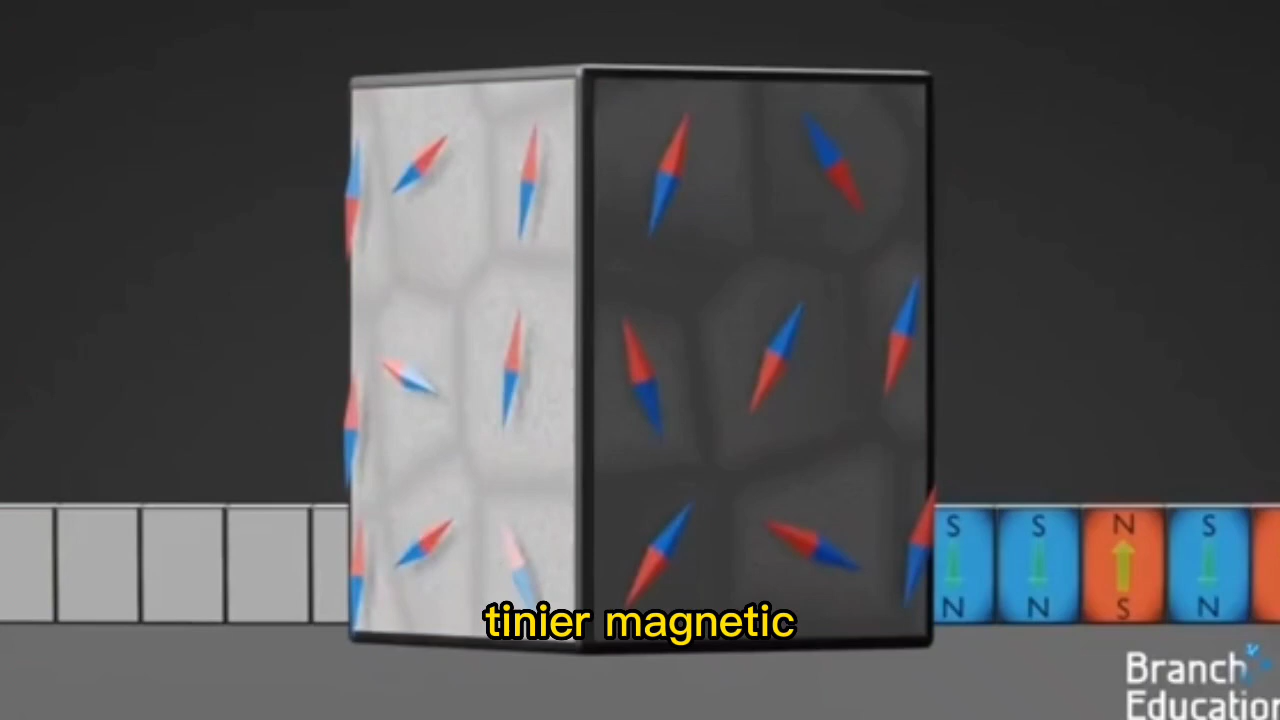 S S N S
N N S N
tinier magnetic
Branch
Education